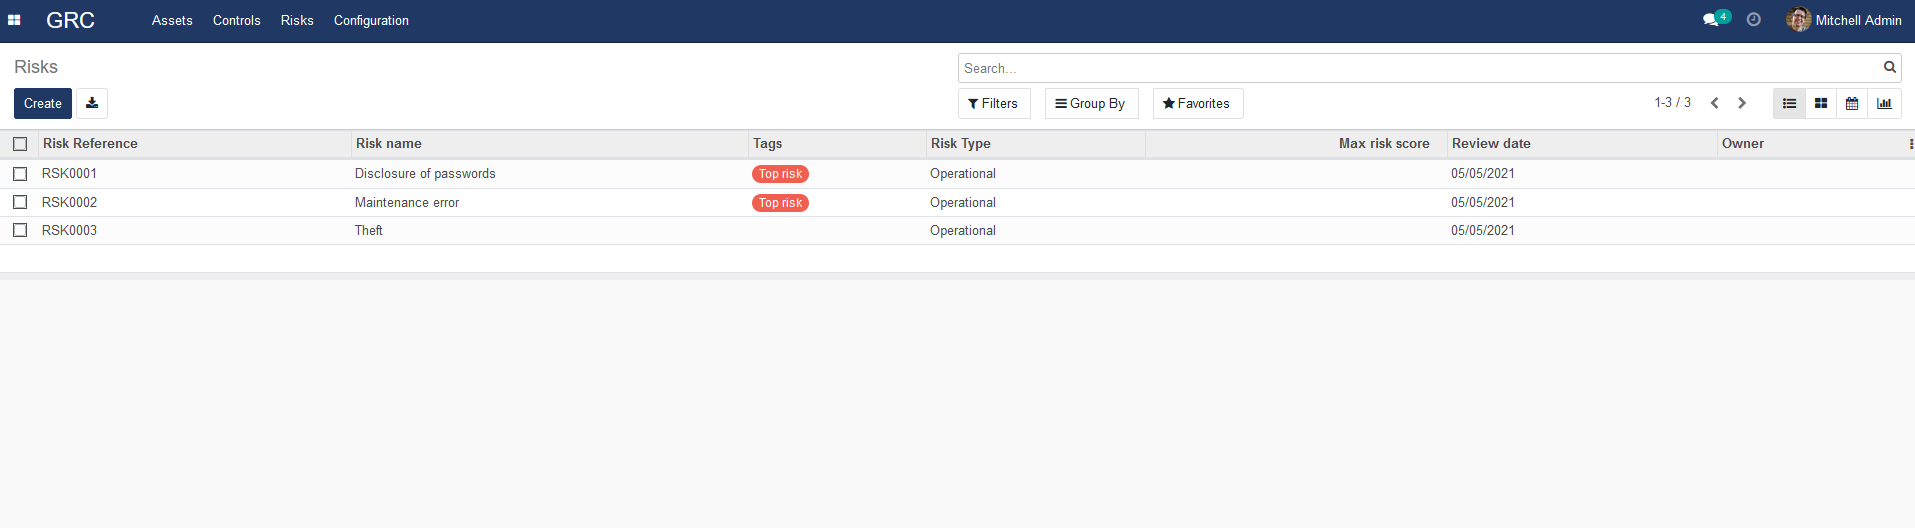 GRC Assets Controls Risks Configuration 4 Mitchell Admin
Risks Search...
Create Filters Group By Favorites 1-3 / 3
Risk Reference Risk name Tags Risk Type Max risk score Review date Owner
RSK0001 Disclosure of passwords Top risk Operational 05/05/2021
RSK0002 Maintenance error Top risk Operational 05/05/2021
RSK0003 Theft Operational 05/05/2021